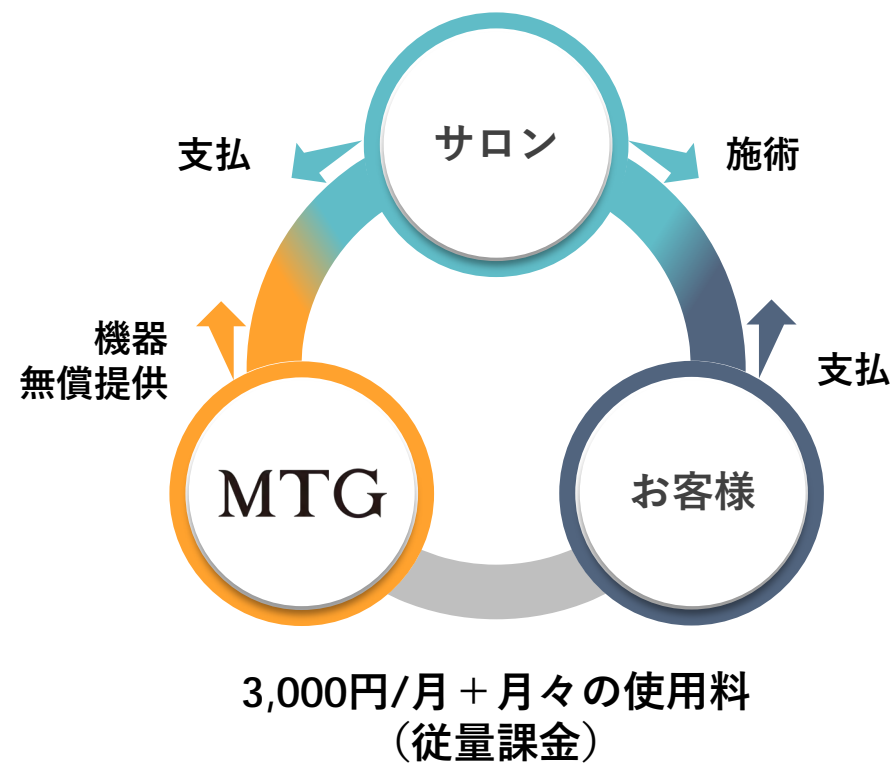 サロン
支払
施術
機器
無償提供
支払
MTG
お客様
3,000円/月＋月々の使用料
（従量課金）